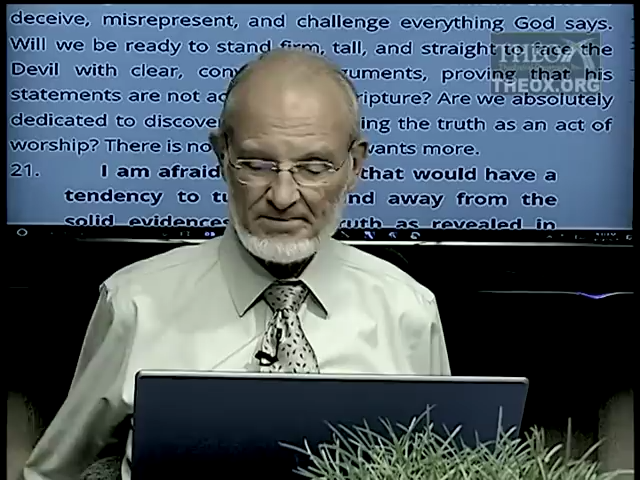 deceive, misrepresent, and challenge everything God says.
Will we be ready to stand firm, tall, and straight to face the
Devil with clear, con uments, proving that his
statements are not ac ripture? Are we absolutely
dedicated to discove ing the truth as an act of
worship? There is no wants more.
21. I am afraid that would have a
tendency to tu nd away from the
solid evidences ruth as revealed in
THEOX
THEOX.ORG